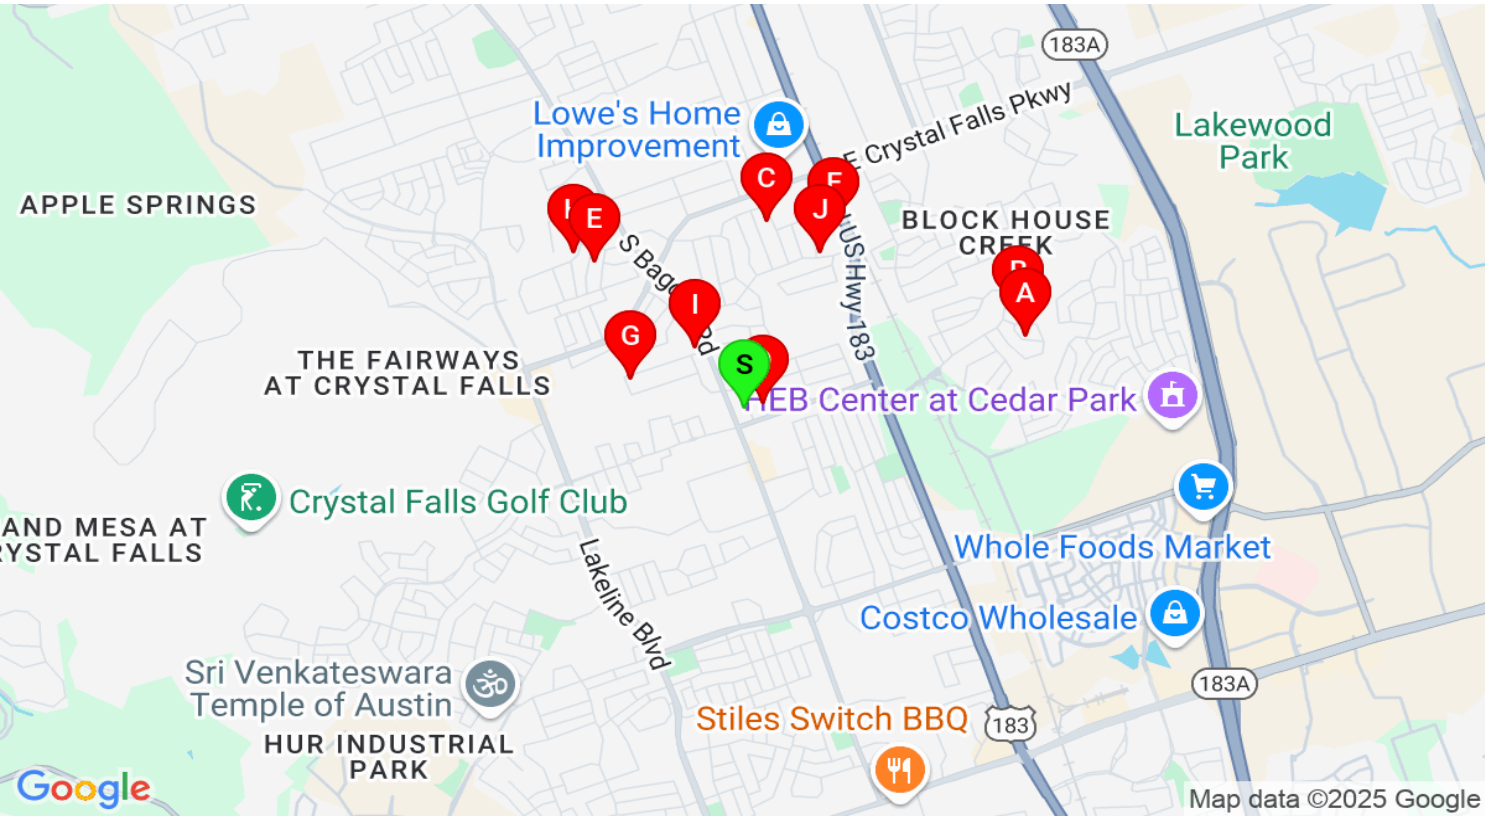 183A
Lowe's Home
Improvement
E Crystal Falls Pkwy
Lakewood
Park
C
J
E
APPLE SPRINGS
BLOCK HOUSE
CREEK
S
US Hwy 183
A
I
G
THE FAIRWAYS
AT CRYSTAL FALLS
S
HEB Center at Cedar Park
Crystal Falls Golf Club
AND MESA AT
RYSTAL FALLS
Whole Foods Market
Lakeline Blvd
Costco Wholesale
Sri Venkateswara
Temple of Austin
183A
Stiles Switch BBQ
183
HUR INDUSTRIAL
PARK
Google
Map data ©2025 Google